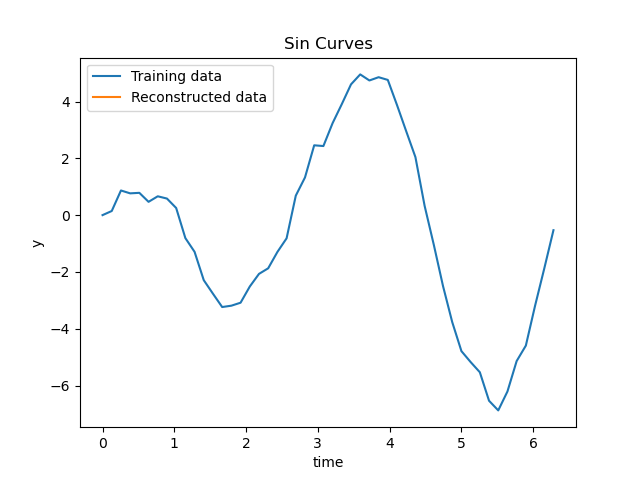 Sin Curves
Training data
Reconstructed data
4
2
0
−2
−4
−6
y
0 1 2 3 4 5 6
time